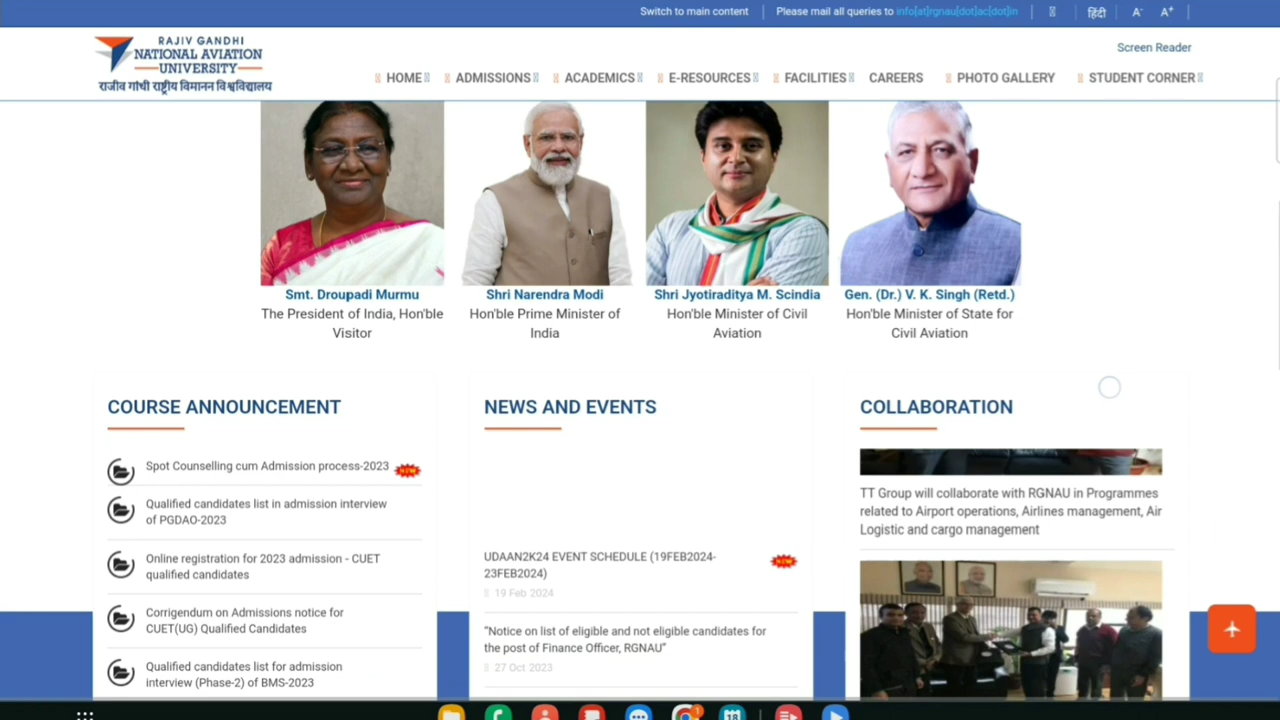 Switch to main content
Please mail all queries to info[at]rgnau[dot]ac[dot]in
हिंदी
A-
A+
RAJIV GANDHI
NATIONAL AVIATION
UNIVERSITY
राजीव गांधी राष्ट्रीय विमानन विश्वविद्यालय
Screen Reader
HOME
ADMISSIONS
ACADEMICS
E-RESOURCES
FACILITIES
CAREERS
PHOTO GALLERY
STUDENT CORNER
Smt. Droupadi Murmu
The President of India, Hon'ble
Visitor
Shri Narendra Modi
Hon'ble Prime Minister of
India
Shri Jyotiraditya M. Scindia
Hon'ble Minister of Civil
Aviation
Gen. (Dr.) V. K. Singh (Retd.)
Hon'ble Minister of State for
Civil Aviation
COURSE ANNOUNCEMENT
Spot Counselling cum Admission process-2023
NEW
Qualified candidates list in admission interview
of PGDAO-2023
Online registration for 2023 admission - CUET
qualified candidates
Corrigendum on Admissions notice for
CUET(UG) Qualified Candidates
Qualified candidates list for admission
interview (Phase-2) of BMS-2023
NEWS AND EVENTS
UDAAN2K24 EVENT SCHEDULE (19FEB2024-
23FEB2024)
NEW
19 Feb 2024
"Notice on list of eligible and not eligible candidates for
the post of Finance Officer, RGNAU"
27 Oct 2023
COLLABORATION
TT Group will collaborate with RGNAU in Programmes
related to Airport operations, Airlines management, Air
Logistic and cargo management
1
18